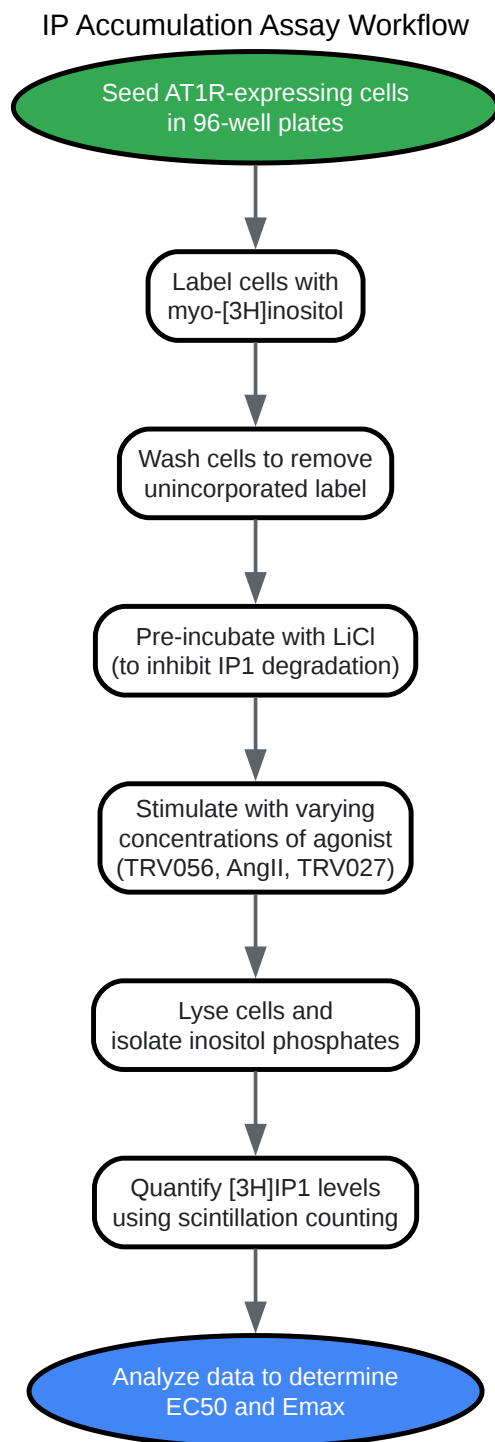 IP Accumulation Assay Workflow
Seed AT1R-expressing cells
in 96-well plates
Label cells with
myo-[3H]inositol
Wash cells to remove
unincorporated label
Pre-incubate with LiCl
(to inhibit IP1 degradation)
Stimulate with varying
concentrations of agonist
(TRV056, AngII, TRV027)
Lyse cells and
isolate inositol phosphates
Quantify [3H]IP1 levels
using scintillation counting
Analyze data to determine
EC50 and Emax